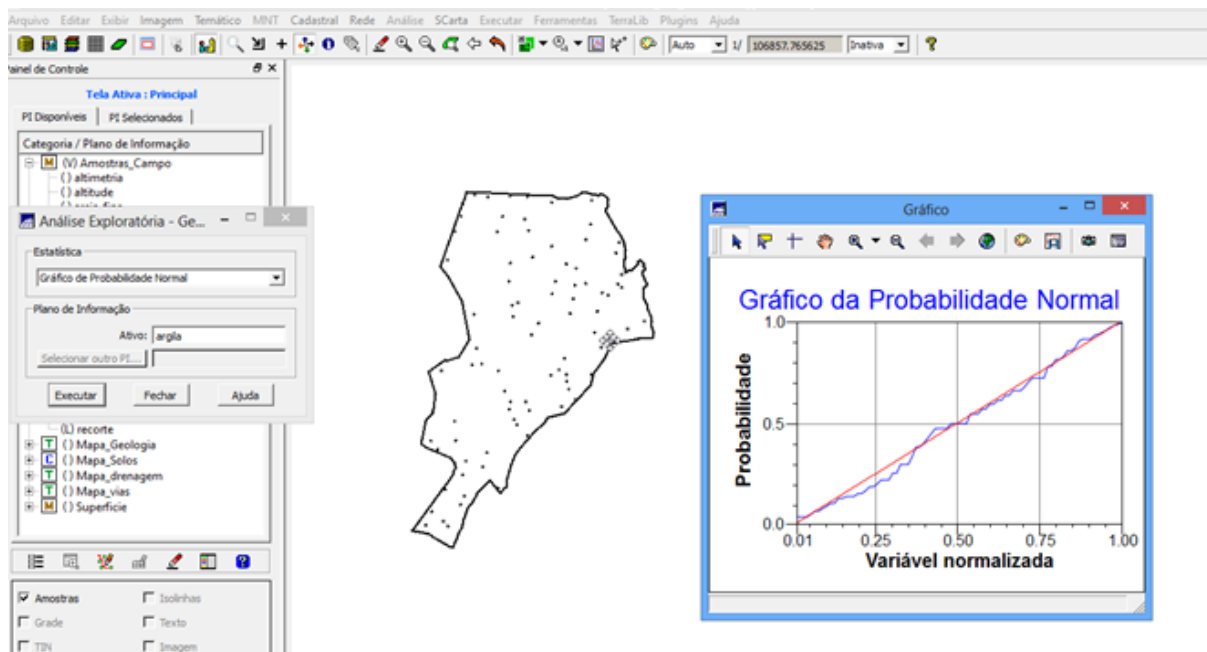 Arquivo Editar Exibir Imagem Temático MNT Cadastral Rede Análise SCarta Executar Ferramentas TerraLib Plugins Ajuda
Auto 1/ 106857.765625 Inativa
ainel de Controle
Tela Ativa : Principal
PI Disponíveis PI Selecionados
Categoria / Plano de Informação
M (V) Amostras_Campo
() altimetria
() altitude
Análise Exploratória - Ge...
Estatística
Gráfico de Probabilidade Normal
Plano de Informação
Ativo: argila
Selecionar outro PI...
Executar Fechar Ajuda
(L) recorte
T () Mapa_Geologia
C () Mapa_Solos
T () Mapa_drenagem
T () Mapa_vias
M () Superficie
Amostras Isolinhas
Grade Texto
TIN Imagem
Gráfico
Gráfico da Probabilidade Normal
1.0
Probabilidade
0.5
0.0
0.01 0.25 0.50 0.75 1.00
Variável normalizada